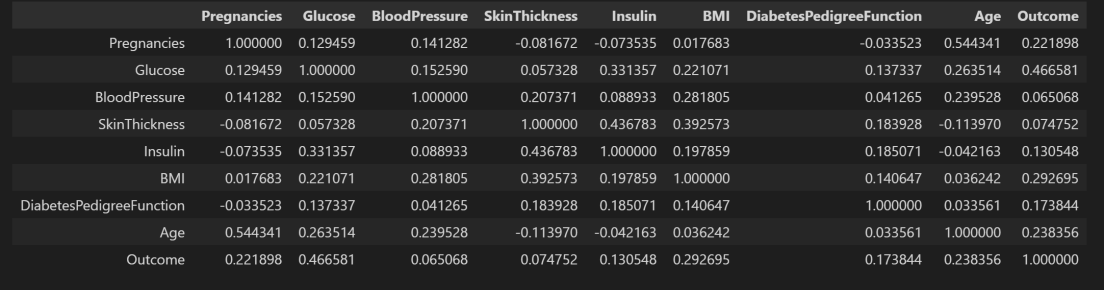 Pregnancies Glucose BloodPressure SkinThickness Insulin BMI DiabetesPedigreeFunction Age Outcome
Pregnancies 1.000000 0.129459 0.141282 -0.081672 -0.073535 0.017683 -0.033523 0.544341 0.221898
Glucose 0.129459 1.000000 0.152590 0.057328 0.331357 0.221071 0.137337 0.263514 0.466581
BloodPressure 0.141282 0.152590 1.000000 0.207371 0.088933 0.281805 0.041265 0.239528 0.065068
SkinThickness -0.081672 0.057328 0.207371 1.000000 0.436783 0.392573 0.183928 -0.113970 0.074752
Insulin -0.073535 0.331357 0.088933 0.436783 1.000000 0.197859 0.185071 -0.042163 0.130548
BMI 0.017683 0.221071 0.281805 0.392573 0.197859 1.000000 0.140647 0.036242 0.292695
DiabetesPedigreeFunction -0.033523 0.137337 0.041265 0.183928 0.185071 0.140647 1.000000 0.033561 0.173844
Age 0.544341 0.263514 0.239528 -0.113970 -0.042163 0.036242 0.033561 1.000000 0.238356
Outcome 0.221898 0.466581 0.065068 0.074752 0.130548 0.292695 0.173844 0.238356 1.000000